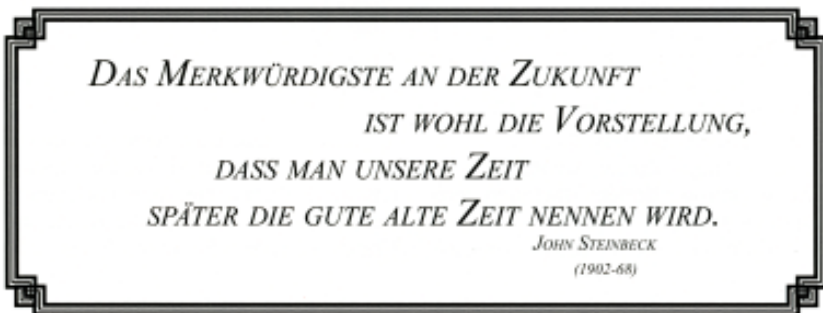 Das Merkwürdigste an der Zukunft
ist wohl die Vorstellung,
dass man unsere Zeit
später die gute alte Zeit nennen wird.
John Steinbeck
(1902-68)